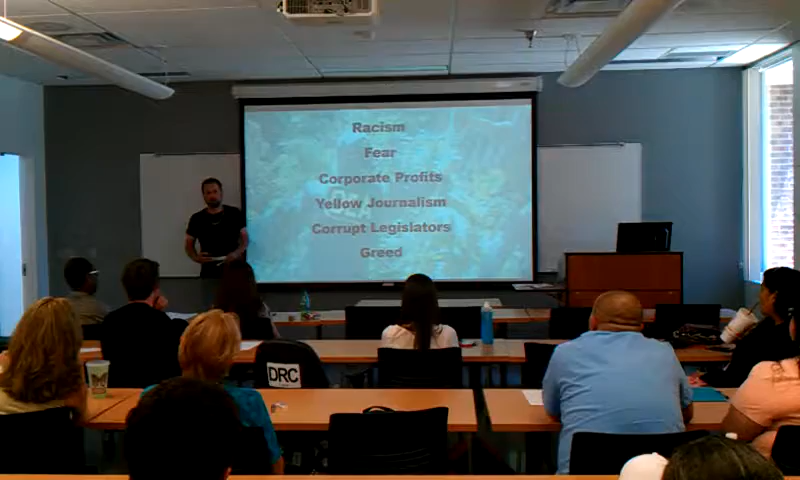 Racism
Fear
Corporate Profits
Yellow Journalism
Corrupt Legislators
Greed
DRC